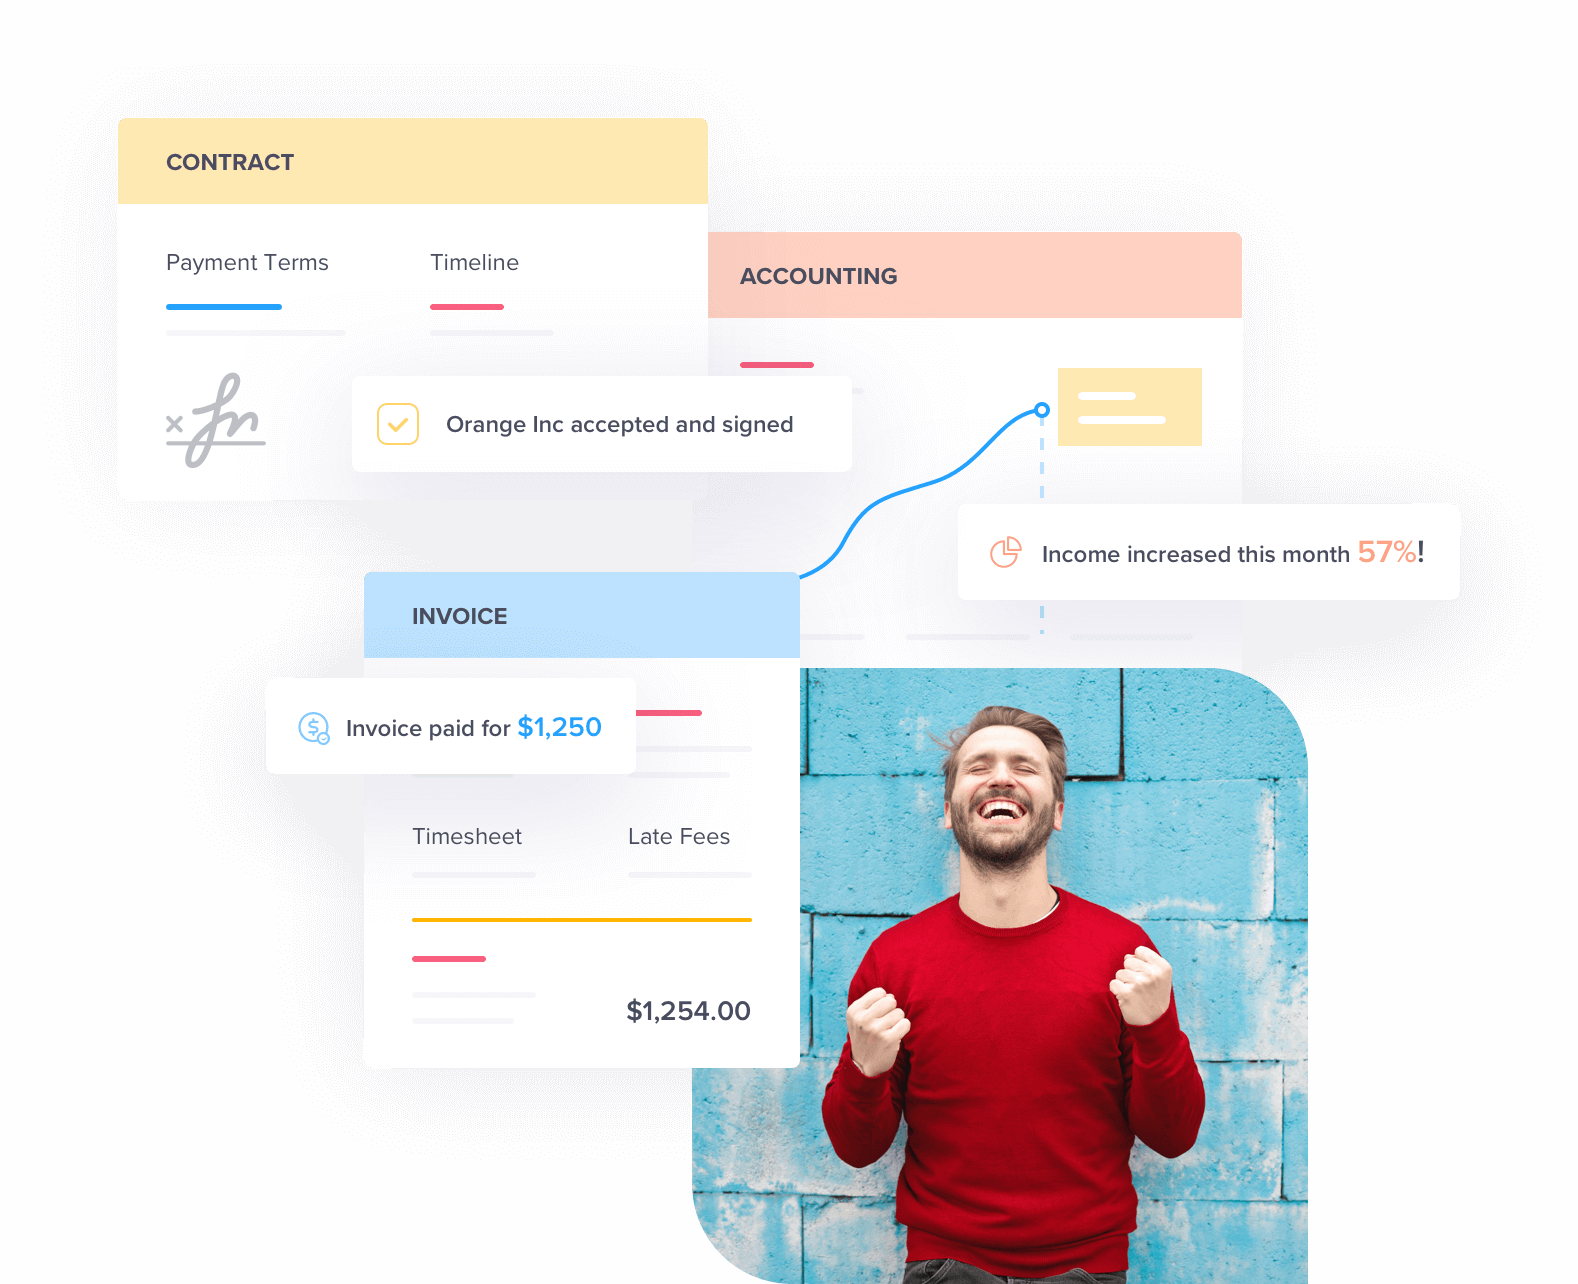 CONTRACT
Payment Terms
Timeline
Orange Inc accepted and signed
ACCOUNTING
Income increased this month 57%!
INVOICE
Invoice paid for $1,250
Timesheet
Late Fees
$1,254.00